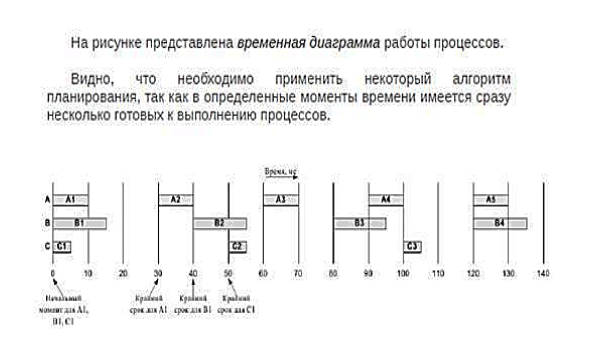 На рисунке представлена временная диаграмма работы процессов.
Видно, что необходимо применить некоторый алгоритм
планирования, так как в определенные моменты времени имеется сразу
несколько готовых к выполнению процессов.
Время, мс
A A1 A2 A3 A4 A5
B B1 B2 B3 B4
C C1 C2 C3
0 10 20 30 40 50 60 70 80 90 100 110 120 130 140
Начальный Крайний Крайний Крайний
момент для A1, срок для A1 срок для B1 срок для C1
B1, C1